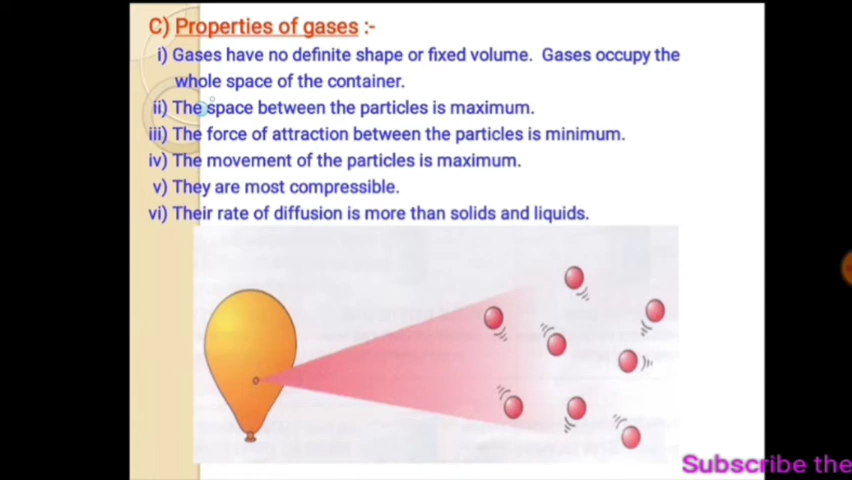 C) Properties of gases :-
i) Gases have no definite shape or fixed volume. Gases occupy the
whole space of the container.
ii) The space between the particles is maximum.
iii) The force of attraction between the particles is minimum.
iv) The movement of the particles is maximum.
v) They are most compressible.
vi) Their rate of diffusion is more than solids and liquids.
Subscribe the